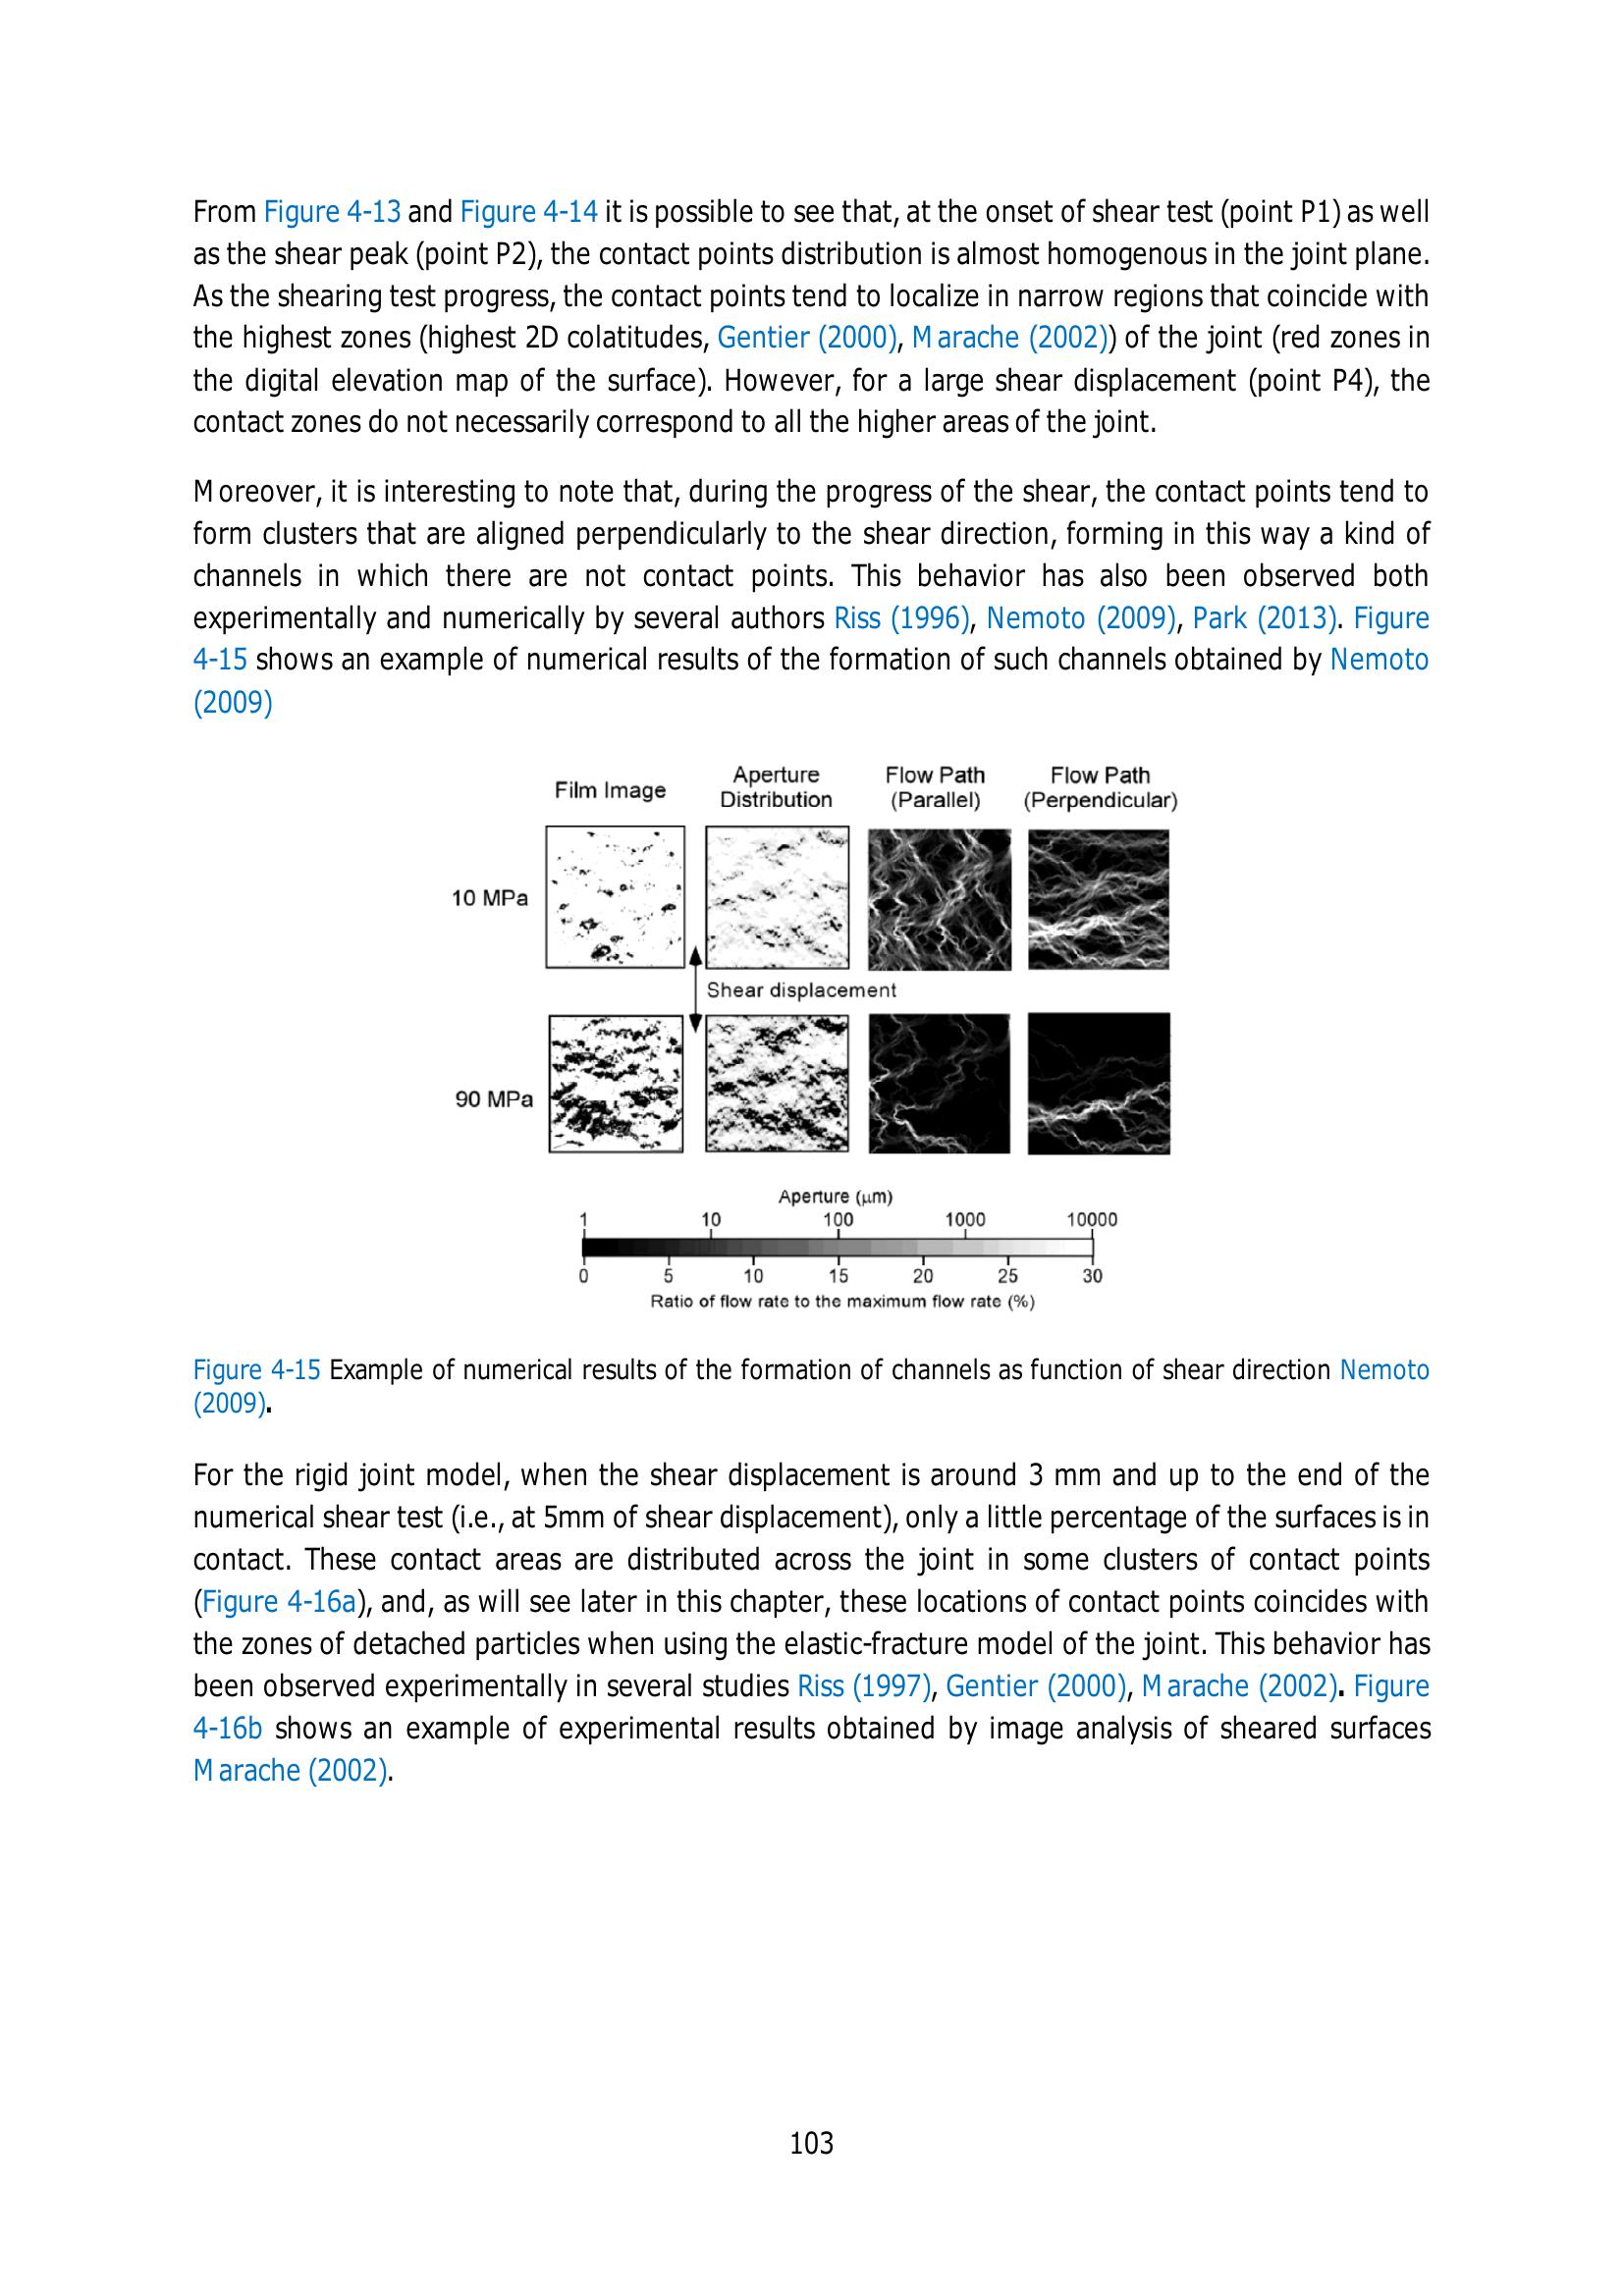 From Figure 4-13 and Figure 4-14 it is possible to see that, at the onset of shear test (point P1) as well
as the shear peak (point P2), the contact points distribution is almost homogenous in the joint plane.
As the shearing test progress, the contact points tend to localize in narrow regions that coincide with
the highest zones (highest 2D colatitudes, Gentier (2000), Marache (2002)) of the joint (red zones in
the digital elevation map of the surface). However, for a large shear displacement (point P4), the
contact zones do not necessarily correspond to all the higher areas of the joint.
Moreover, it is interesting to note that, during the progress of the shear, the contact points tend to
form clusters that are aligned perpendicularly to the shear direction, forming in this way a kind of
channels in which there are not contact points. This behavior has also been observed both
experimentally and numerically by several authors Riss (1996), Nemoto (2009), Park (2013). Figure
4-15 shows an example of numerical results of the formation of such channels obtained by Nemoto
(2009)
Film Image
Aperture
Distribution
Flow Path
(Parallel)
Flow Path
(Perpendicular)
10 MPa
Shear displacement
90 MPa
Aperture (μm)
1 10 100 1000 10000
0 5 10 15 20 25 30
Ratio of flow rate to the maximum flow rate (%)
Figure 4-15 Example of numerical results of the formation of channels as function of shear direction Nemoto
(2009).
For the rigid joint model, when the shear displacement is around 3 mm and up to the end of the
numerical shear test (i.e., at 5mm of shear displacement), only a little percentage of the surfaces is in
contact. These contact areas are distributed across the joint in some clusters of contact points
(Figure 4-16a), and, as will see later in this chapter, these locations of contact points coincides with
the zones of detached particles when using the elastic-fracture model of the joint. This behavior has
been observed experimentally in several studies Riss (1997), Gentier (2000), Marache (2002). Figure
4-16b shows an example of experimental results obtained by image analysis of sheared surfaces
Marache (2002).
103